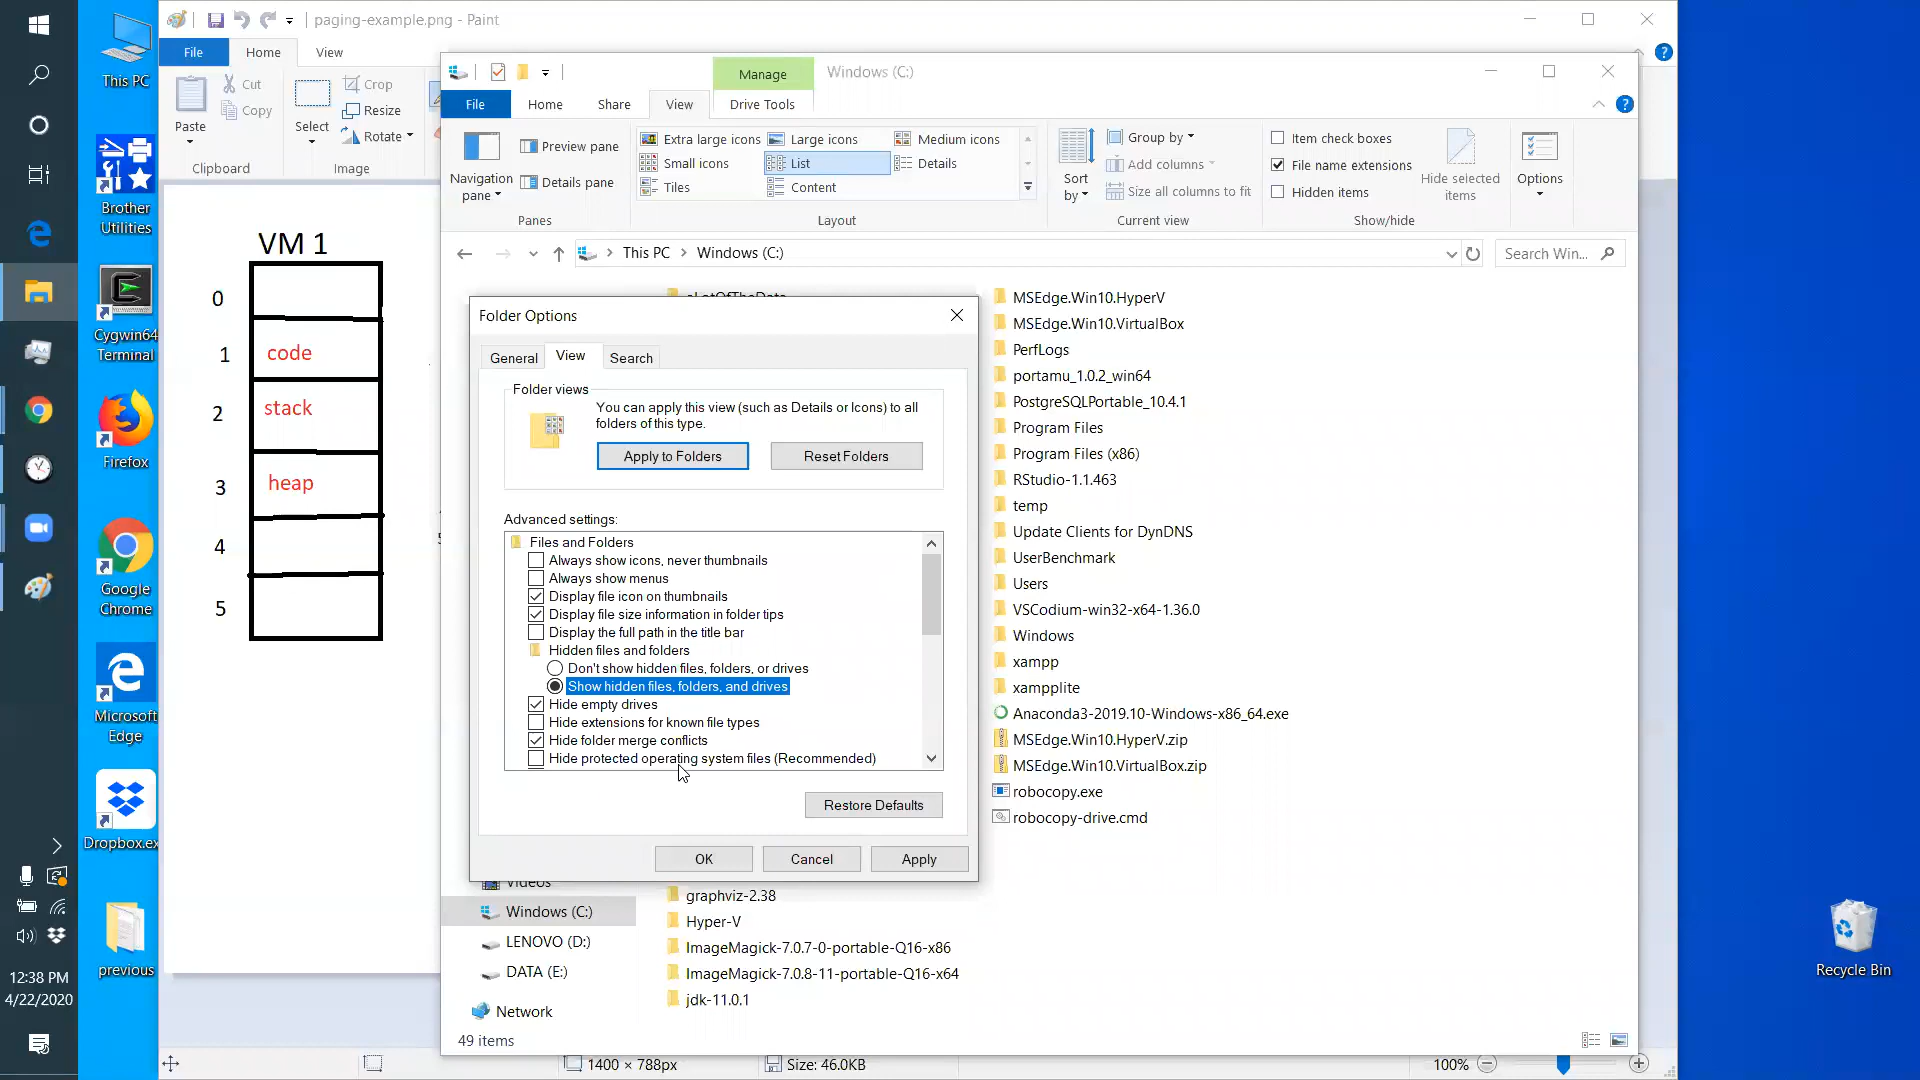 paging-example.png - Paint
File
Home
View
Paste
Cut
Copy
Clipboard
Select
Crop
Resize
Rotate
Image
VM 1
0
1
code
2
stack
3
heap
4
5
This PC
Brother
Utilities
Cygwin64
Terminal
Firefox
Google
Chrome
Microsoft
Edge
Dropbox.ex
previous
12:38 PM
4/22/2020
Manage
Windows (C:)
File
Home
Share
View
Drive Tools
Navigation
pane
Preview pane
Details pane
Panes
Extra large icons
Large icons
Medium icons
Small icons
List
Details
Tiles
Content
Layout
Sort
by
Group by
Add columns
Size all columns to fit
Current view
Item check boxes
File name extensions
Hidden items
Hide selected
items
Show/hide
Options
This PC
Windows (C:)
Search Win...
Folder Options
General
View
Search
Folder views
You can apply this view (such as Details or Icons) to all
folders of this type.
Apply to Folders
Reset Folders
Advanced settings:
Files and Folders
Always show icons, never thumbnails
Always show menus
Display file icon on thumbnails
Display file size information in folder tips
Display the full path in the title bar
Hidden files and folders
Don't show hidden files, folders, or drives
Show hidden files, folders, and drives
Hide empty drives
Hide extensions for known file types
Hide folder merge conflicts
Hide protected operating system files (Recommended)
Restore Defaults
OK
Cancel
Apply
Videos
Windows (C:)
LENOVO (D:)
DATA (E:)
Network
graphviz-2.38
Hyper-V
ImageMagick-7.0.7-0-portable-Q16-x86
ImageMagick-7.0.8-11-portable-Q16-x64
jdk-11.0.1
MSEdge.Win10.HyperV
MSEdge.Win10.VirtualBox
PerfLogs
portamu_1.0.2_win64
PostgreSQLPortable_10.4.1
Program Files
Program Files (x86)
RStudio-1.1.463
temp
Update Clients for DynDNS
UserBenchmark
Users
VSCodium-win32-x64-1.36.0
Windows
xampp
xampplite
Anaconda3-2019.10-Windows-x86_64.exe
MSEdge.Win10.HyperV.zip
MSEdge.Win10.VirtualBox.zip
robocopy.exe
robocopy-drive.cmd
49 items
1400 × 788px
Size: 46.0KB
100%
Recycle Bin